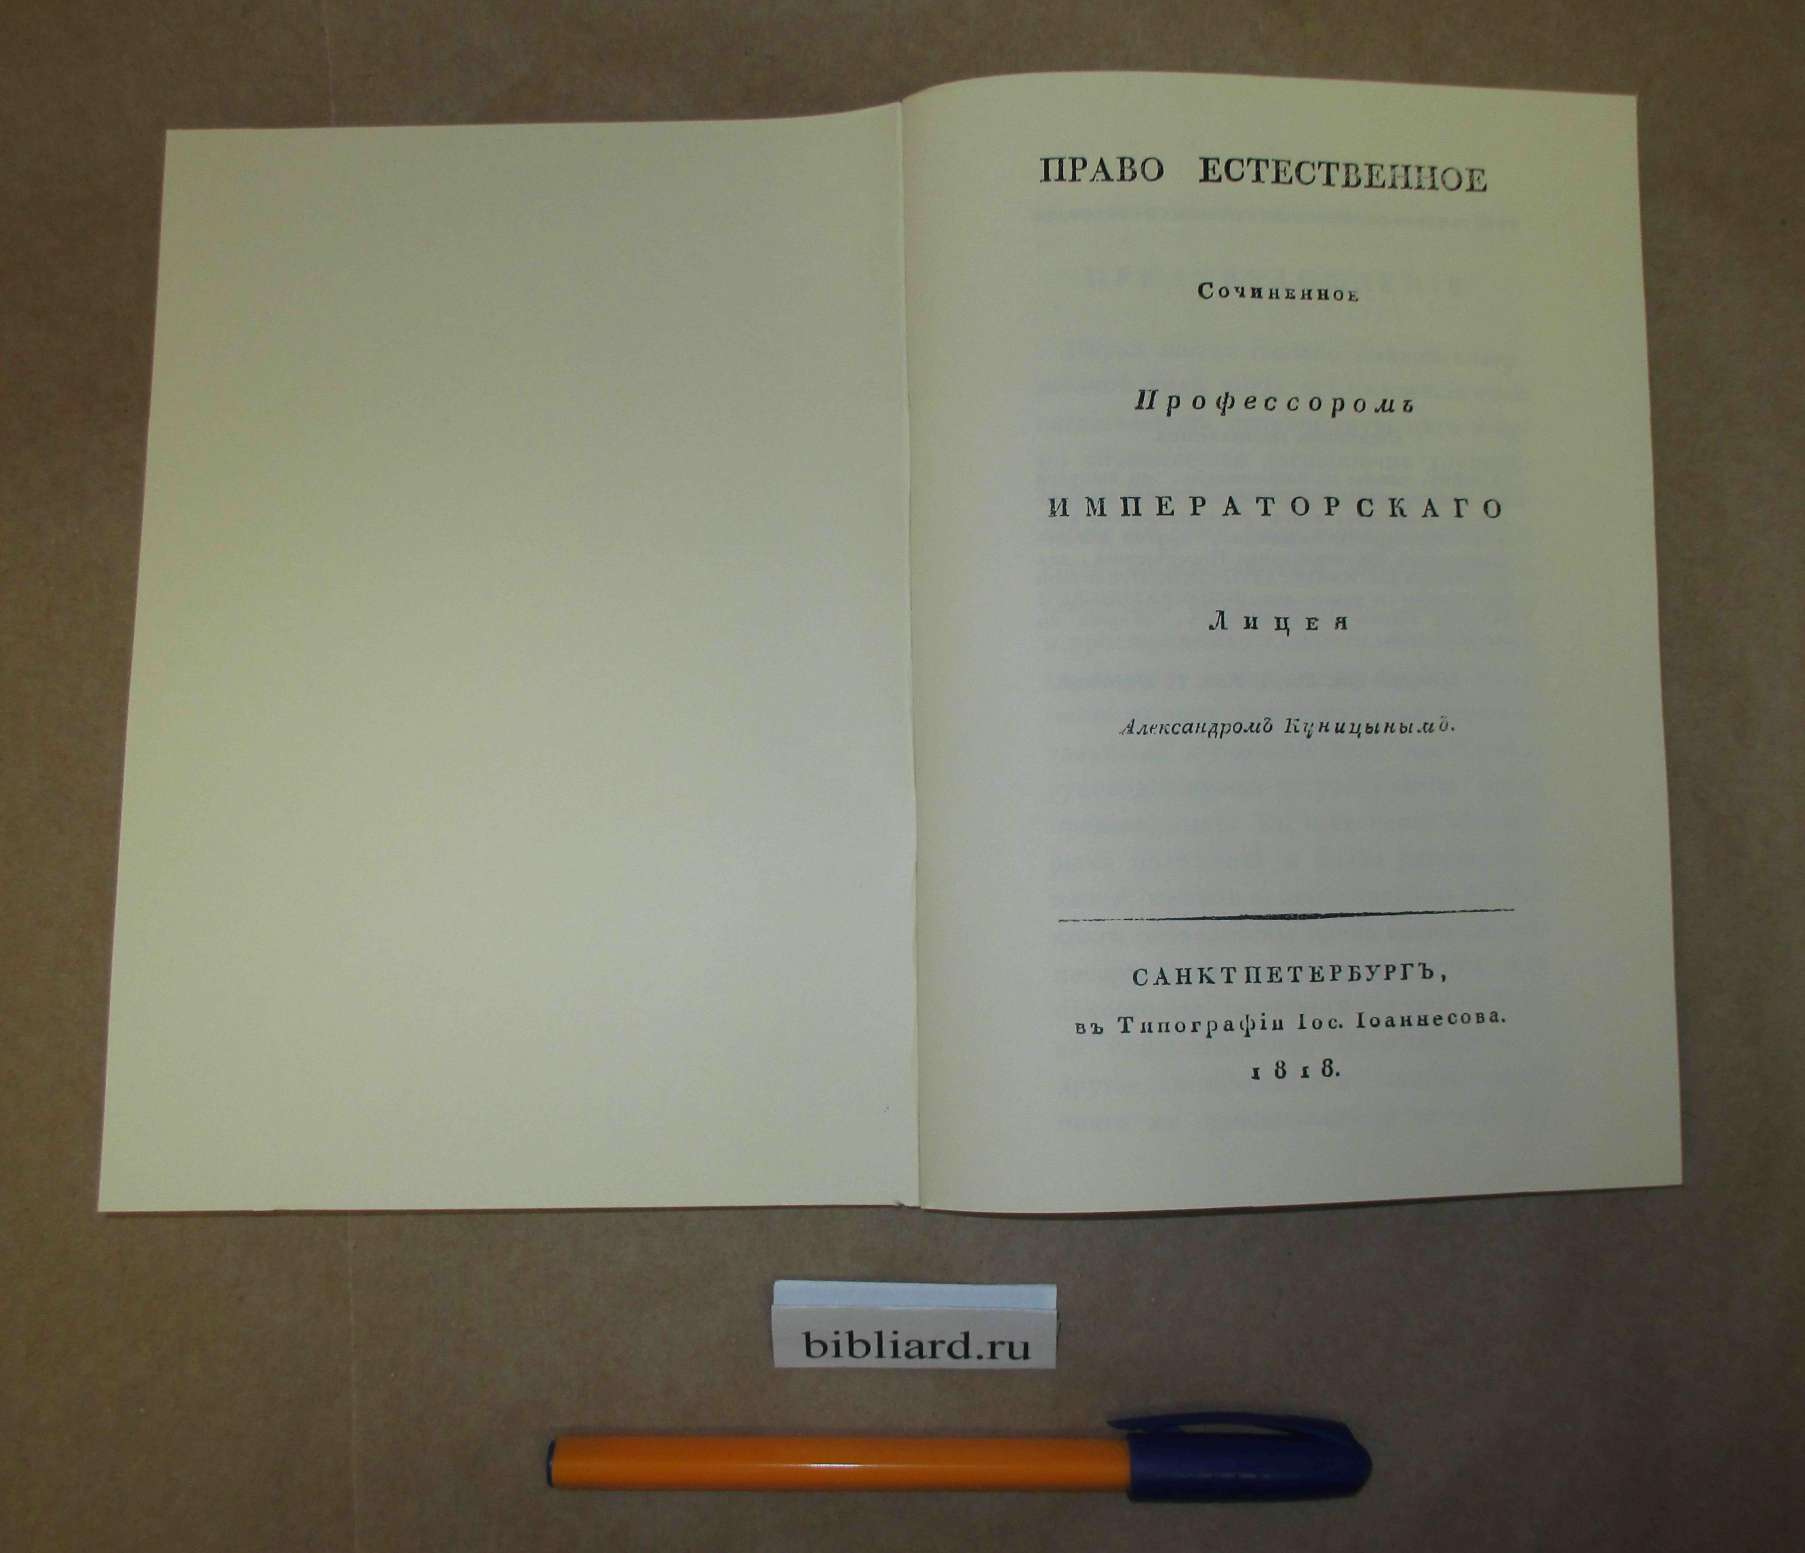 ПРАВО ЕСТЕСТВЕННОЕ
Сочиненное
Профессоромъ
ИМПЕРАТОРСКАГО
Лицея
Александромъ Куницынымъ.
САНКТПЕТЕРБУРГЪ,
въ Типографіи Іос. Іоаннесова.
1818.
bibliard.ru